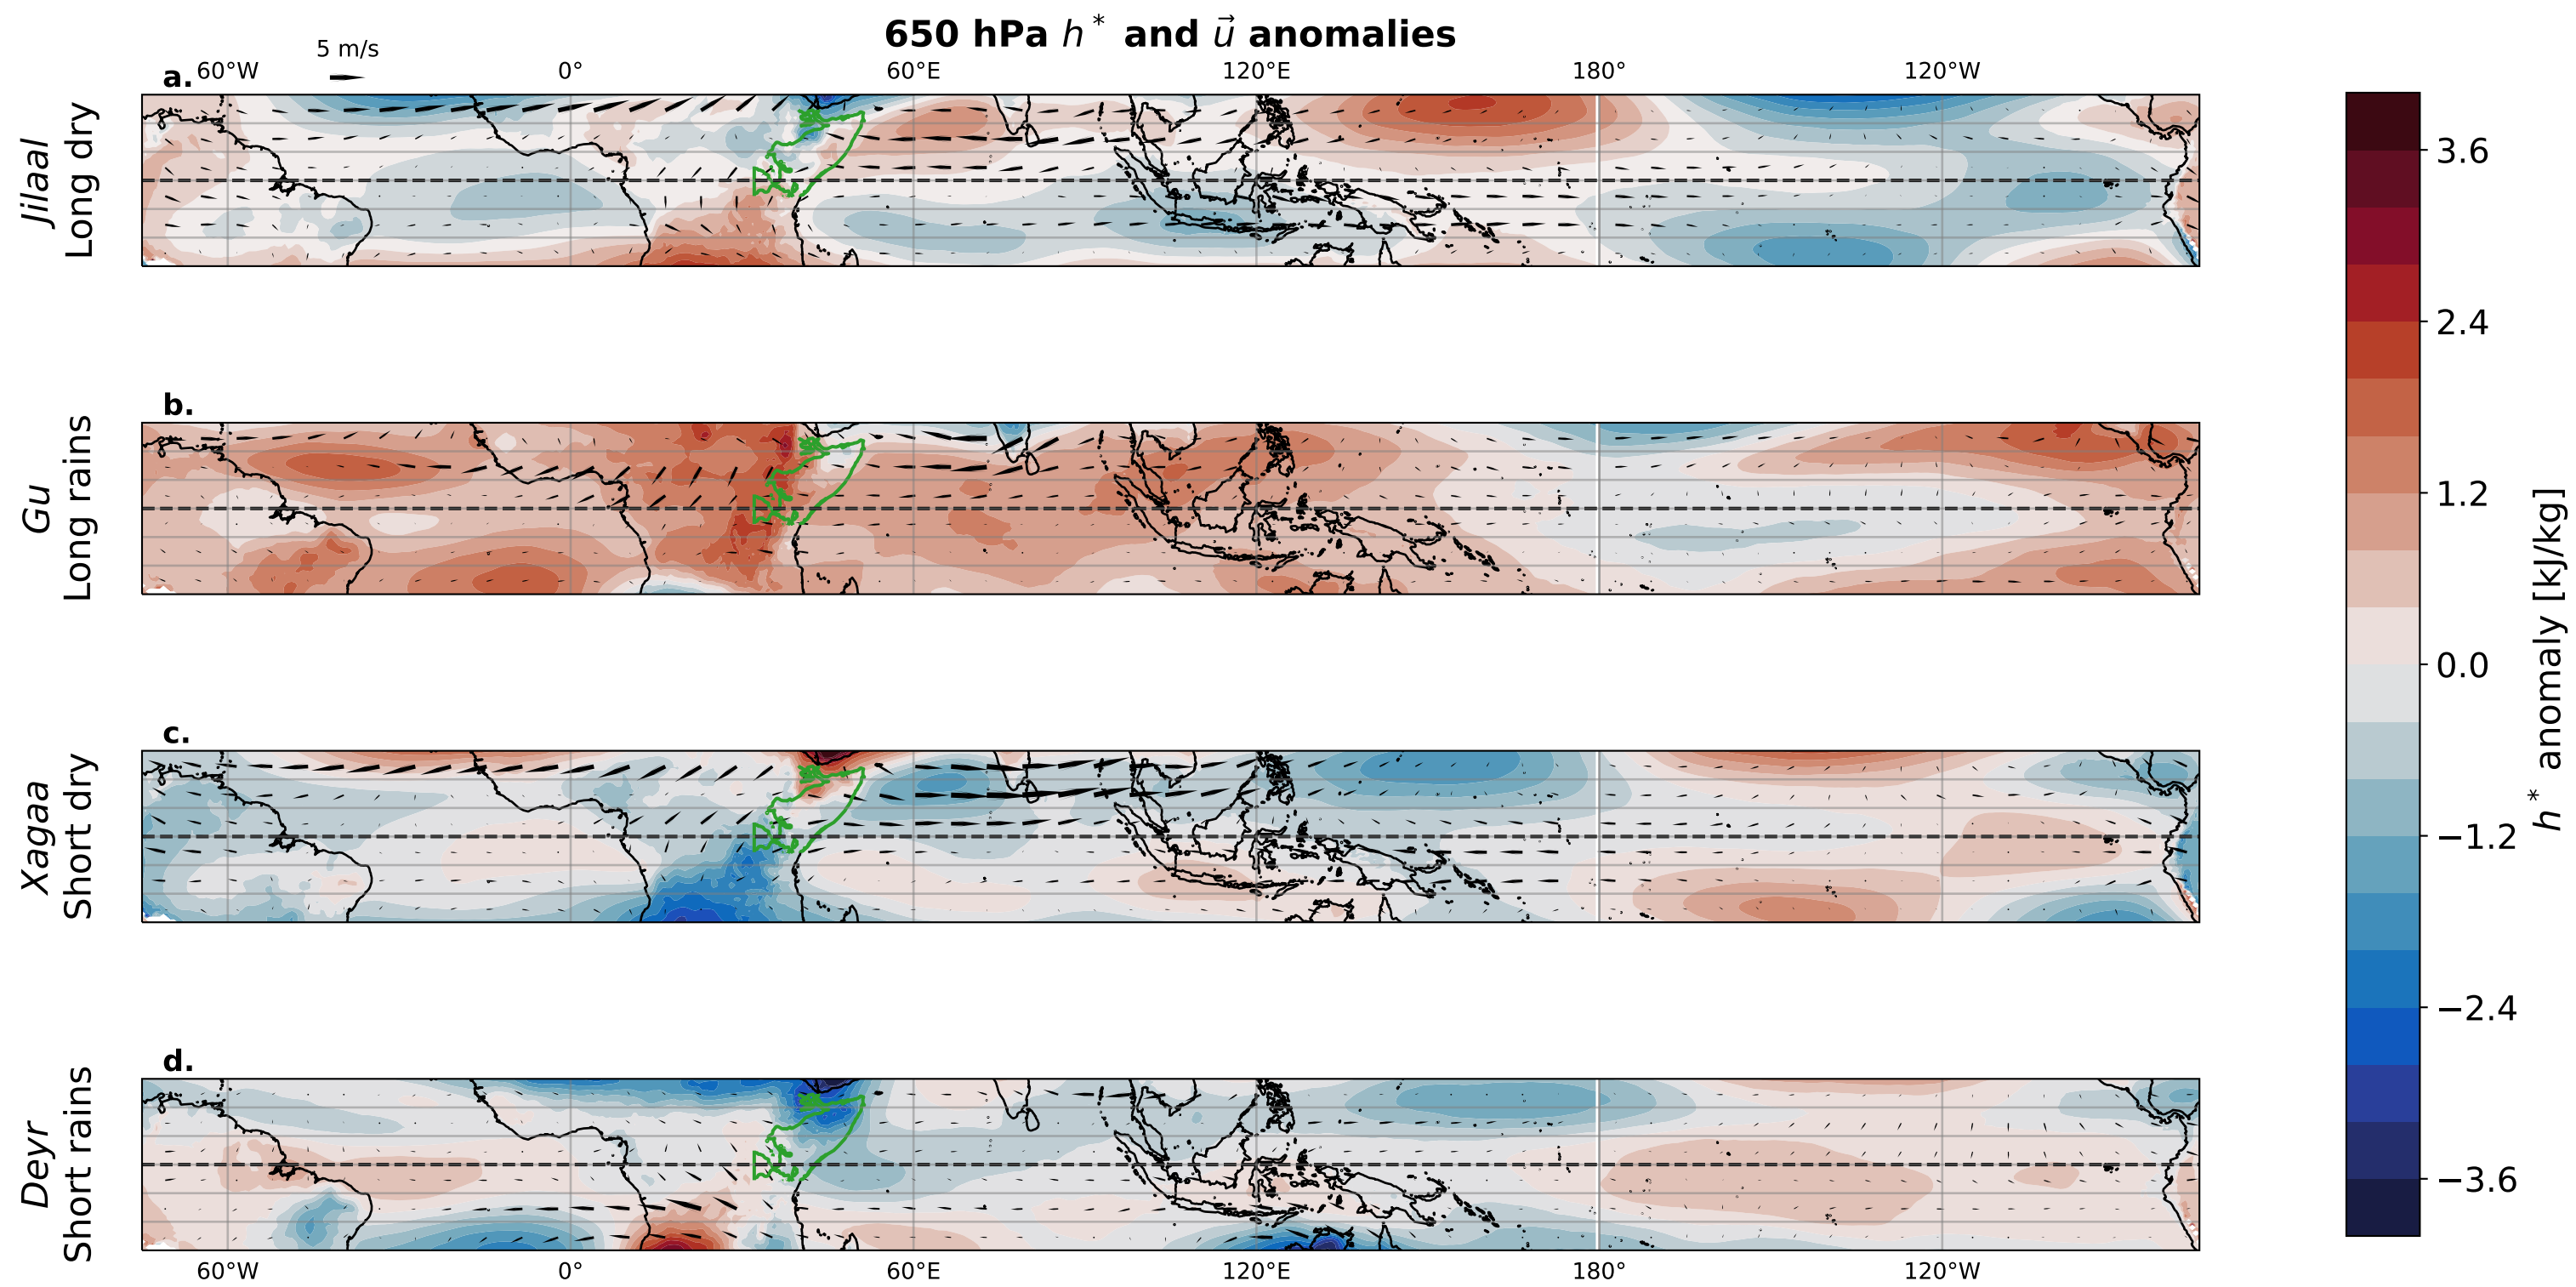 650 hPa h* and u⃗ anomalies
5 m/s
a.
60°W 0° 60°E 120°E 180° 120°W
Jilaal
Long dry
b.
Gu
Long rains
c.
Xagaa
Short dry
d.
Deyr
Short rains
60°W 0° 60°E 120°E 180° 120°W
3.6
2.4
1.2
0.0
−1.2
−2.4
−3.6
h* anomaly [kJ/kg]